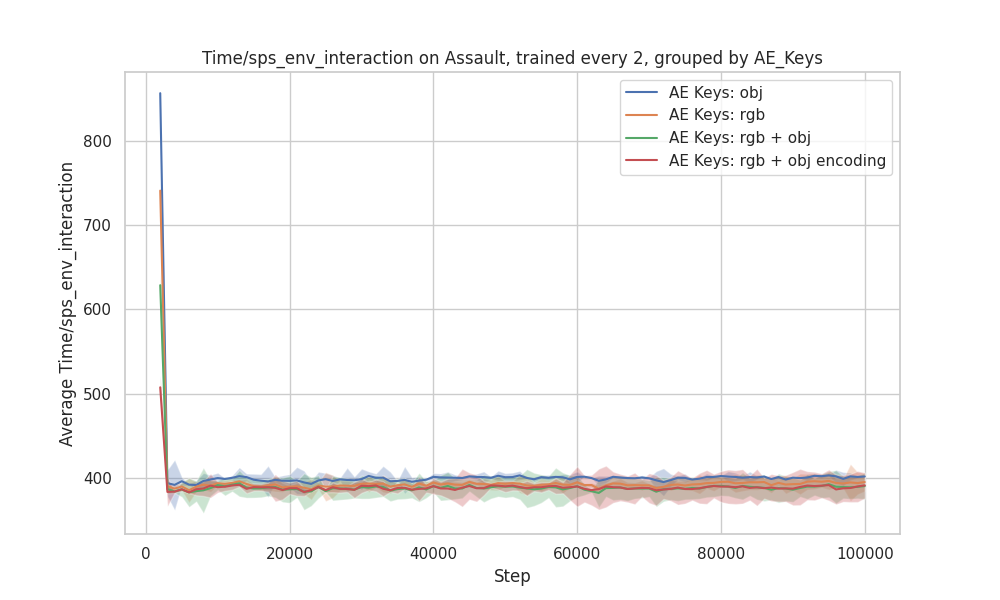 Time/sps_env_interaction on Assault, trained every 2, grouped by AE_Keys
AE Keys: obj
AE Keys: rgb
AE Keys: rgb + obj
AE Keys: rgb + obj encoding
Average Time/sps_env_interaction
800
700
600
500
400
0
20000
40000
60000
80000
100000
Step